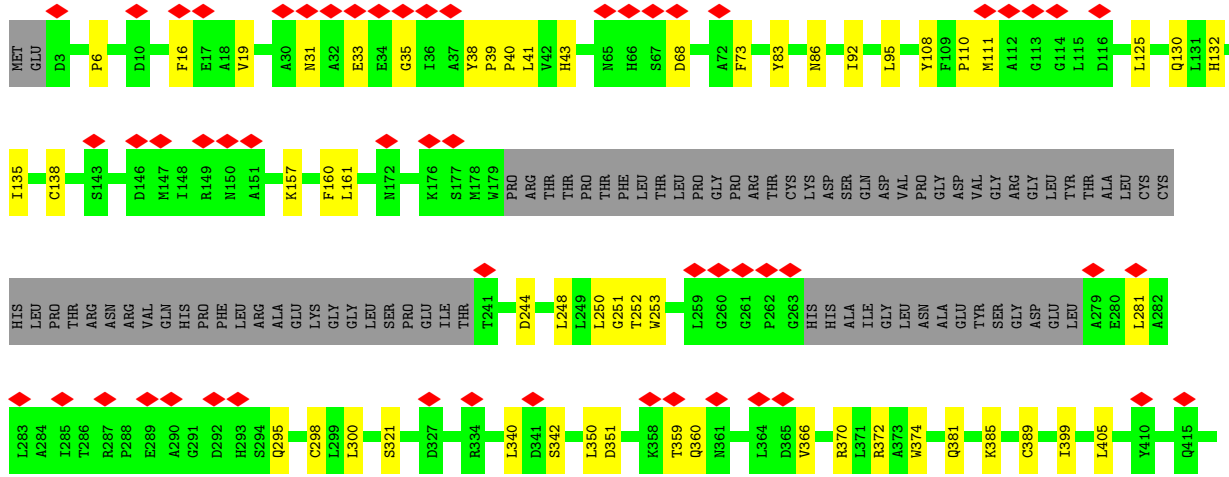 MET GLU D3 P6 D10 F16 E17 A18 V19 A30 N31 A32 E33 E34 G35 I36 A37 Y38 P39 P40 L41 V42 H43 N65 H66 S67 D68 A72 F73 Y83 N86 I92 L95 Y108 F109 P110 M111 A112 G113 G114 L115 D116 L125 Q130 L131 H132
I135 C138 S143 D146 M147 I148 R149 N150 A151 K157 F160 L161 N172 K176 S177 M178 W179 PRO ARG THR THR PRO THR PHE LEU THR LEU PRO GLY PRO ARG THR CYS LYS ASP SER GLN ASP VAL PRO GLY ASP VAL GLY ARG GLY LEU TYR THR ALA LEU CYS CYS
HIS LEU PRO THR ARG ASN ARG VAL GLN HIS PRO PHE LEU ARG ALA GLU LYS GLY GLY LEU SER PRO GLU ILE THR T241 D244 L248 L249 L250 G251 T252 W253 L259 G260 G261 P262 G263 HIS HIS ALA ILE GLY LEU ASN ALA GLU TYR SER GLY ASP GLU LEU A279 E280 L281 A282
L283 A284 I285 T286 R287 P288 E289 A290 G291 D292 H293 S294 Q295 C298 L299 L300 S321 D327 R334 L340 D341 S342 L350 D351 K358 T359 Q360 N361 L364 D365 V366 R370 L371 R372 A373 W374 Q381 K385 C389 I399 L405 Y410 Q415